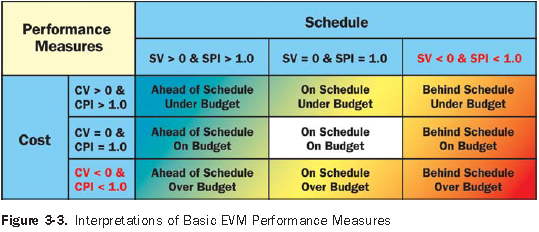 Performance
Measures
Schedule
SV > 0 & SPI > 1.0
SV = 0 & SPI = 1.0
SV < 0 & SPI < 1.0
Cost
CV > 0 &
CPI > 1.0
Ahead of Schedule
Under Budget
On Schedule
Under Budget
Behind Schedule
Under Budget
CV = 0 &
CPI = 1.0
Ahead of Schedule
On Budget
On Schedule
On Budget
Behind Schedule
On Budget
CV < 0 &
CPI < 1.0
Ahead of Schedule
Over Budget
On Schedule
Over Budget
Behind Schedule
Over Budget
Figure 3-3. Interpretations of Basic EVM Performance Measures